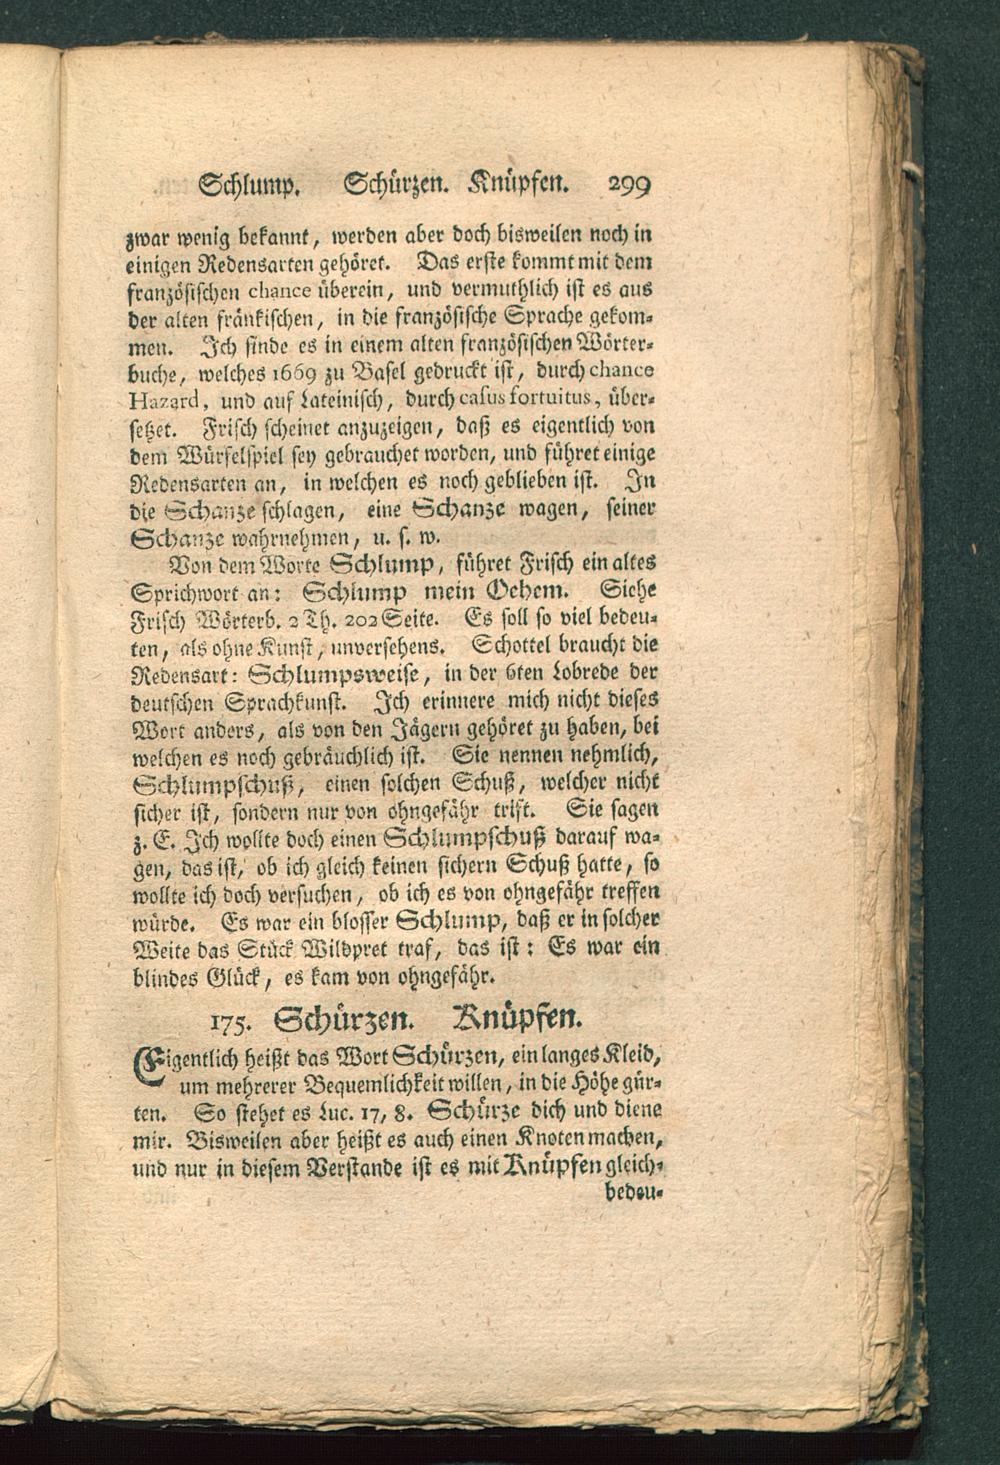 Schlump. Schürzen. Knüpfen. 299
zwar wenig bekannt, werden aber doch bisweilen noch in
einigen Redensarten gehöret. Das erste kommt mit dem
französischen chance überein, und vermuthlich ist es aus
der alten fränkischen, in die französische Sprache gekom-
men. Ich finde es in einem alten französischen Wörter-
buche, welches 1669 zu Basel gedruckt ist, durch chance
Hazard, und auf Lateinisch, durch casus fortuitus, über-
setzet. Frisch scheinet anzuzeigen, daß es eigentlich von
dem Würfelspiel sey gebrauchet worden, und führet einige
Redensarten an, in welchen es noch geblieben ist. In
die Schanze schlagen, eine Schanze wagen, seiner
Schanze wahrnehmen, u. s. w.
Von dem Worte Schlump, führet Frisch ein altes
Sprichwort an: Schlump mein Oehem. Siehe
Frisch Wörterb. 2 Th. 202 Seite. Es soll so viel bedeu-
ten, als ohne Kunst, unversehens. Schottel braucht die
Redensart: Schlumpsweise, in der 6ten Lobrede der
deutschen Sprachkunst. Ich erinnere mich nicht dieses
Wort anders, als von den Jägern gehöret zu haben, bei
welchen es noch gebräuchlich ist. Sie nennen nehmlich,
Schlumpschuß, einen solchen Schuß, welcher nicht
sicher ist, sondern nur von ohngefähr trift. Sie sagen
z. E. Ich wollte doch einen Schlumpschuß darauf wa-
gen, das ist, ob ich gleich keinen sichern Schuß hatte, so
wollte ich doch versuchen, ob ich es von ohngefähr treffen
würde. Es war ein blosser Schlump, daß er in solcher
Weite das Stück Wildpret traf, das ist: Es war ein
blindes Glück, es kam von ohngefähr.
175. Schürzen. Knüpfen.
Eigentlich heißt das Wort Schürzen, ein langes Kleid,
um mehrerer Bequemlichkeit willen, in die Höhe gür-
ten. So stehet es Luc. 17, 8. Schürze dich und diene
mir. Bisweilen aber heißt es auch einen Knoten machen,
und nur in diesem Verstande ist es mit Knüpfen gleich-
bedeu-